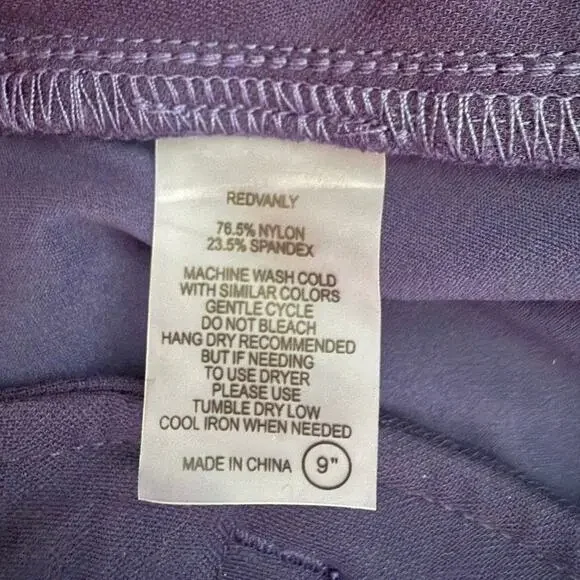 REDVANLY
76.5% NYLON
23.5% SPANDEX
MACHINE WASH COLD
WITH SIMILAR COLORS
GENTLE CYCLE
DO NOT BLEACH
HANG DRY RECOMMENDED
BUT IF NEEDING
TO USE DRYER
PLEASE USE
TUMBLE DRY LOW
COOL IRON WHEN NEEDED
MADE IN CHINA 9"